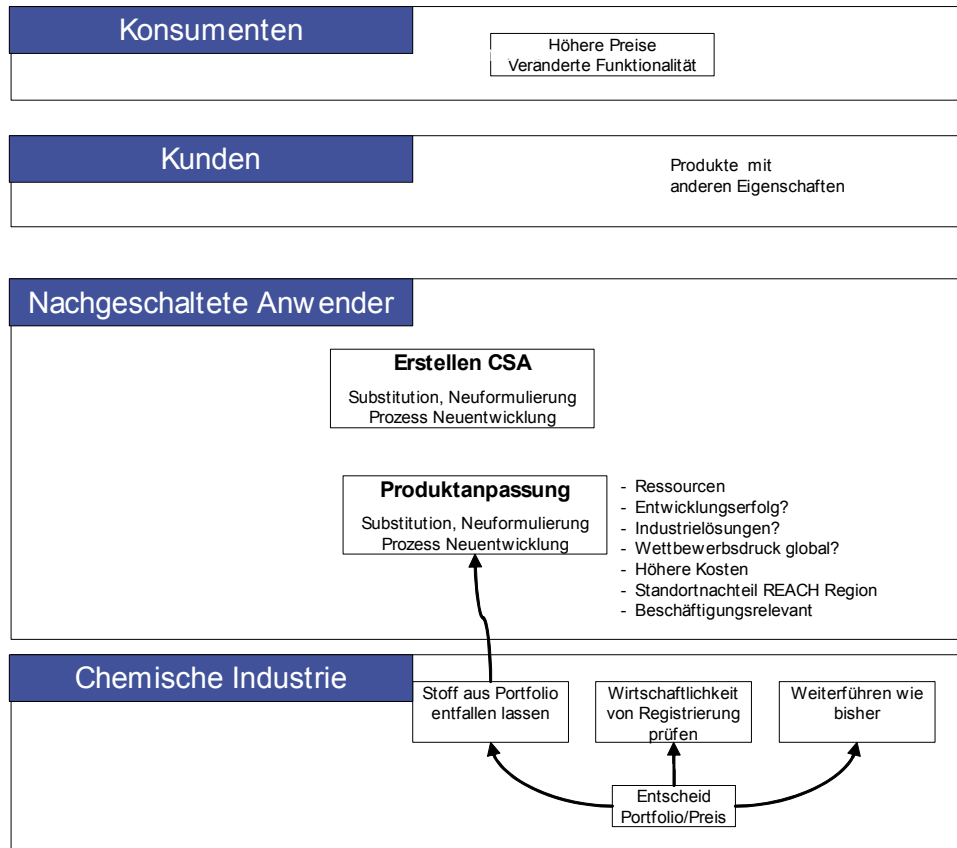 Konsumenten
Höhere Preise
Veranderte Funktionalität
Kunden
Produkte mit
anderen Eigenschaften
Nachgeschaltete Anwender
Erstellen CSA
Substitution, Neuformulierung
Prozess Neuentwicklung
Produktanpassung
Substitution, Neuformulierung
Prozess Neuentwicklung
- Ressourcen
- Entwicklungserfolg?
- Industrielösungen?
- Wettbewerbsdruck global?
- Höhere Kosten
- Standortnachteil REACH Region
- Beschäftigungsrelevant
Chemische Industrie
Stoff aus Portfolio
entfallen lassen
Wirtschaftlichkeit
von Registrierung
prüfen
Weiterführen wie
bisher
Entscheid
Portfolio/Preis